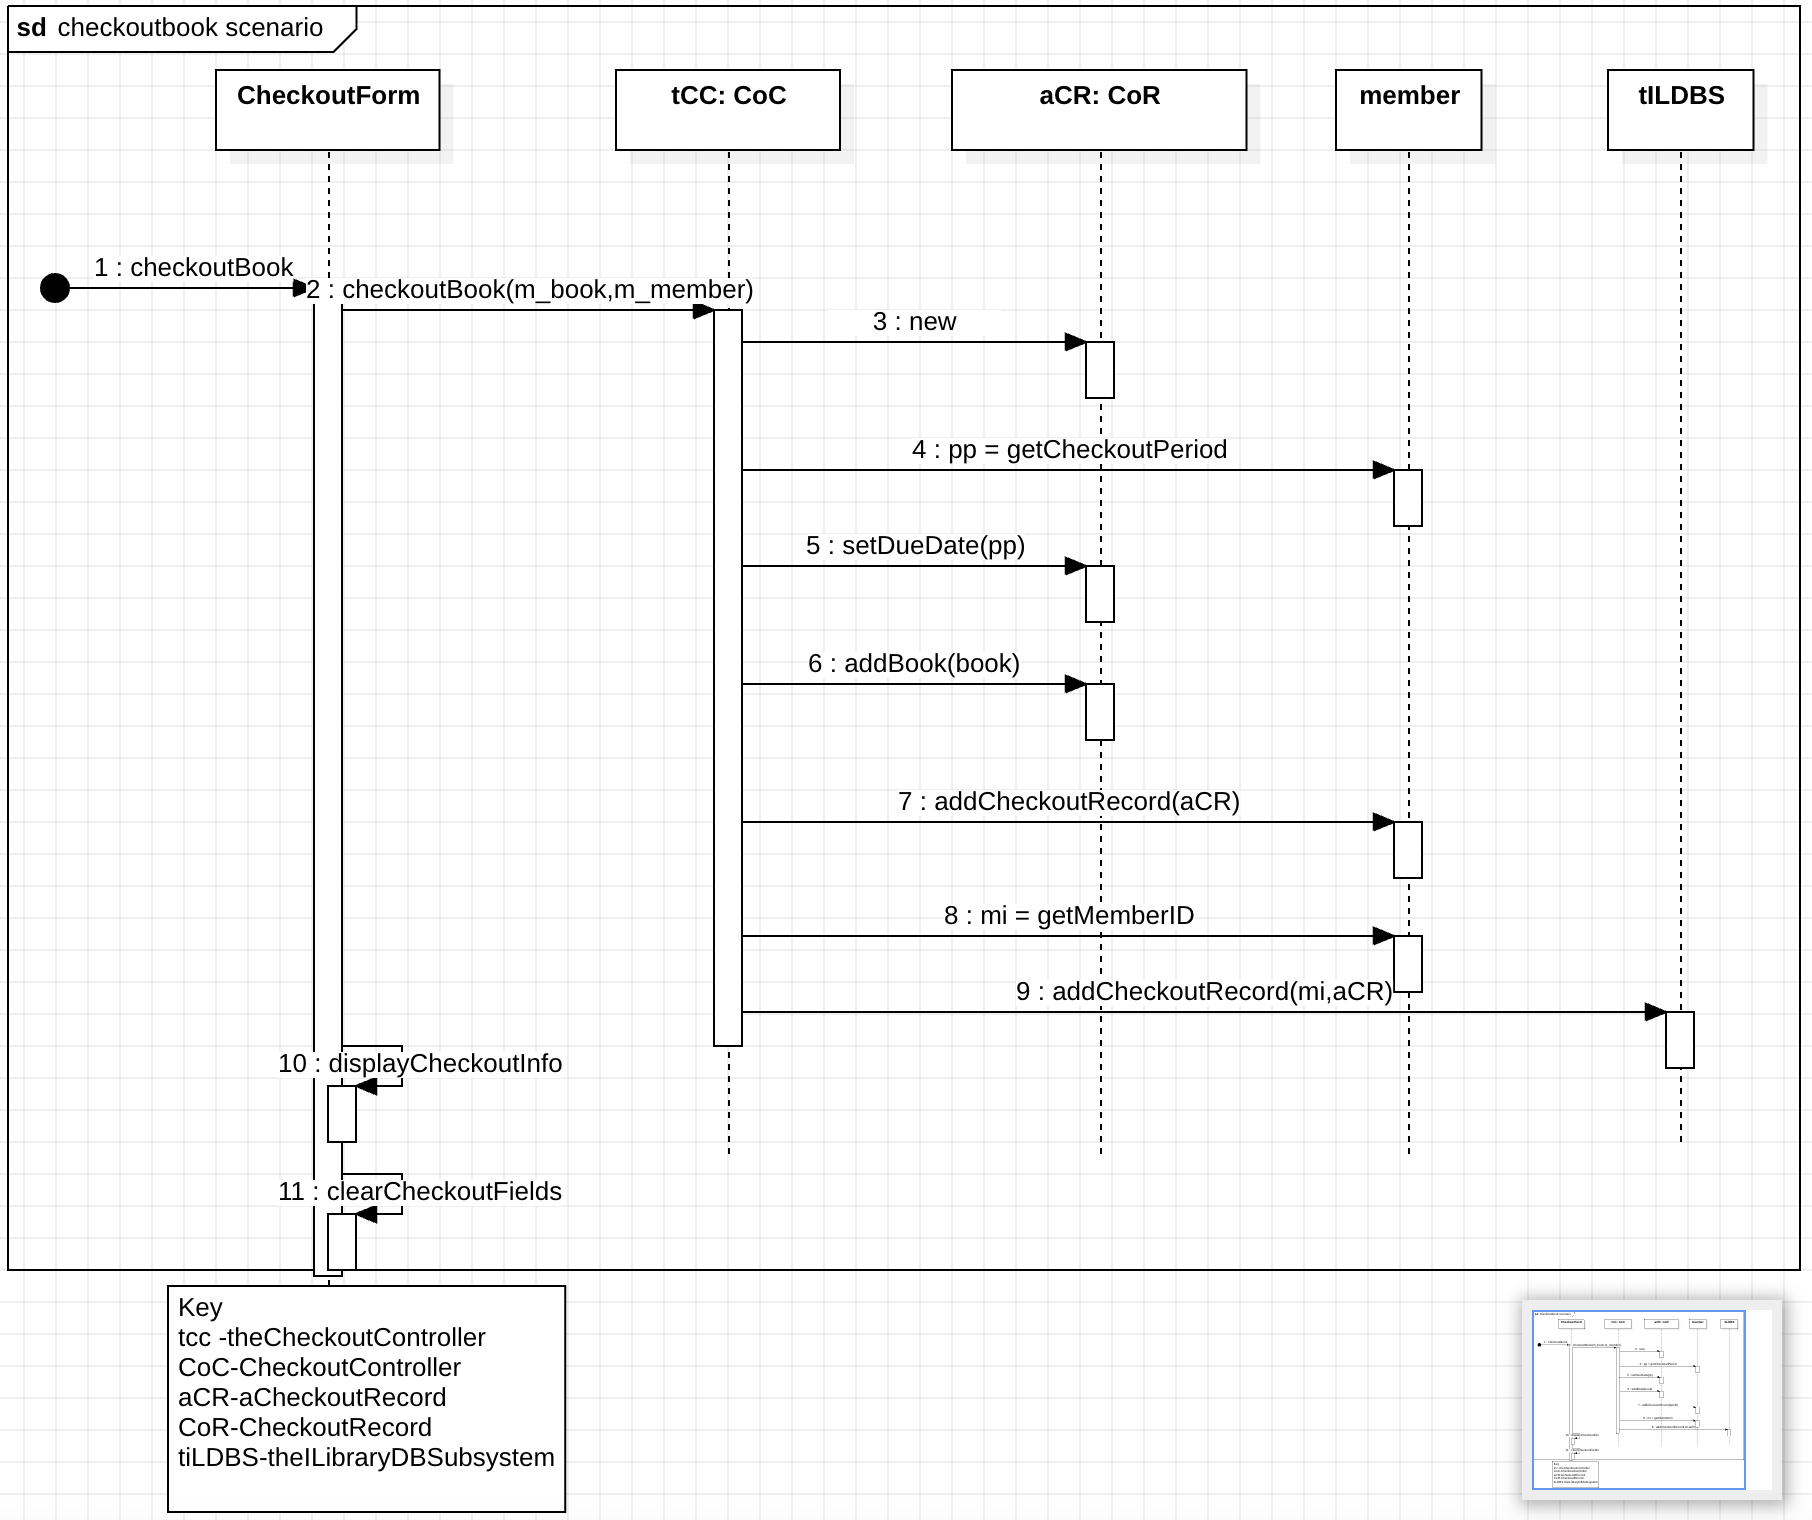 sd checkoutbook scenario
CheckoutForm
tCC: CoC
aCR: CoR
member
tILDBS
1 : checkoutBook
2 : checkoutBook(m_book,m_member)
3 : new
4 : pp = getCheckoutPeriod
5 : setDueDate(pp)
6 : addBook(book)
7 : addCheckoutRecord(aCR)
8 : mi = getMemberID
9 : addCheckoutRecord(mi,aCR)
10 : displayCheckoutInfo
11 : clearCheckoutFields
Key
tcc -theCheckoutController
CoC-CheckoutController
aCR-aCheckoutRecord
CoR-CheckoutRecord
tiLDBS-theILibraryDBSubsystem